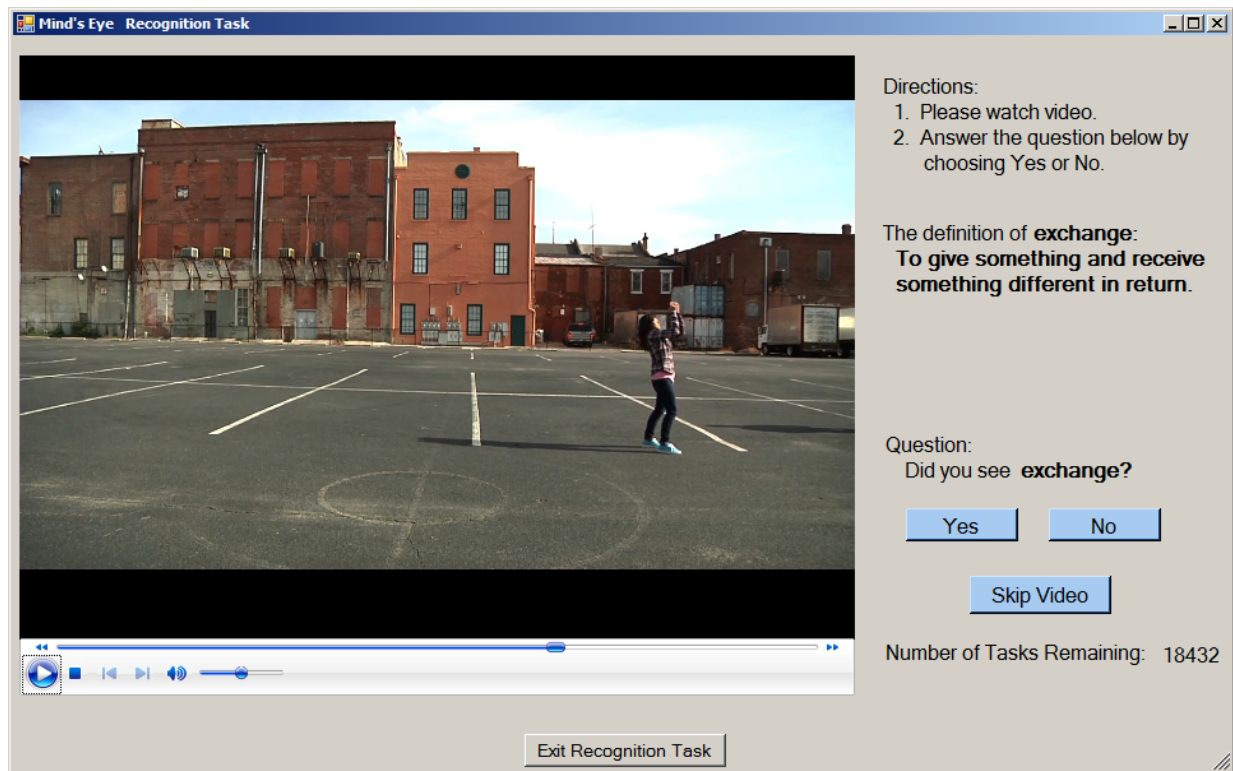 Mind's Eye Recognition Task
Directions:
1. Please watch video.
2. Answer the question below by
choosing Yes or No.
The definition of exchange:
To give something and receive
something different in return.
Question:
Did you see exchange?
Yes No
Skip Video
Number of Tasks Remaining: 18432
Exit Recognition Task